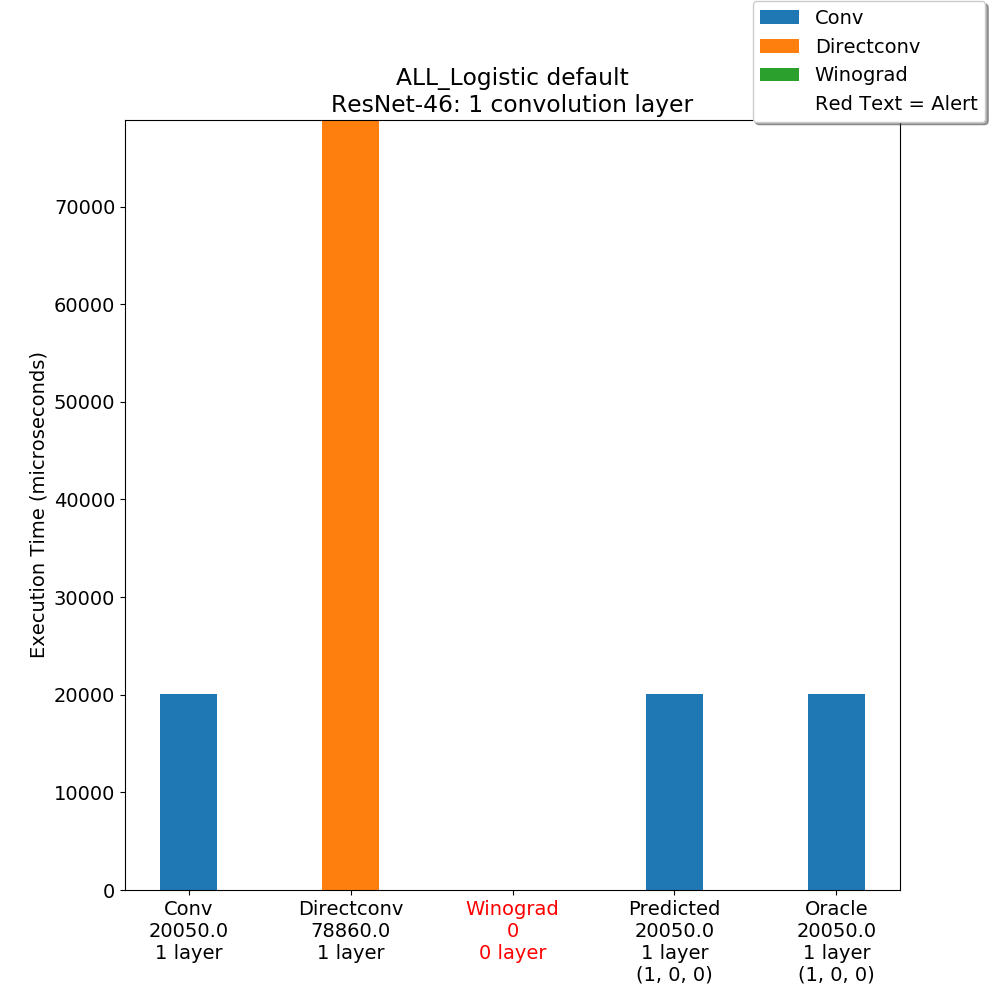 Conv
Directconv
Winograd
Red Text = Alert
ALL_Logistic default
ResNet-46: 1 convolution layer
Execution Time (microseconds)
70000
60000
50000
40000
30000
20000
10000
0
Conv
20050.0
1 layer
Directconv
78860.0
1 layer
Winograd
0
0 layer
Predicted
20050.0
1 layer
(1, 0, 0)
Oracle
20050.0
1 layer
(1, 0, 0)